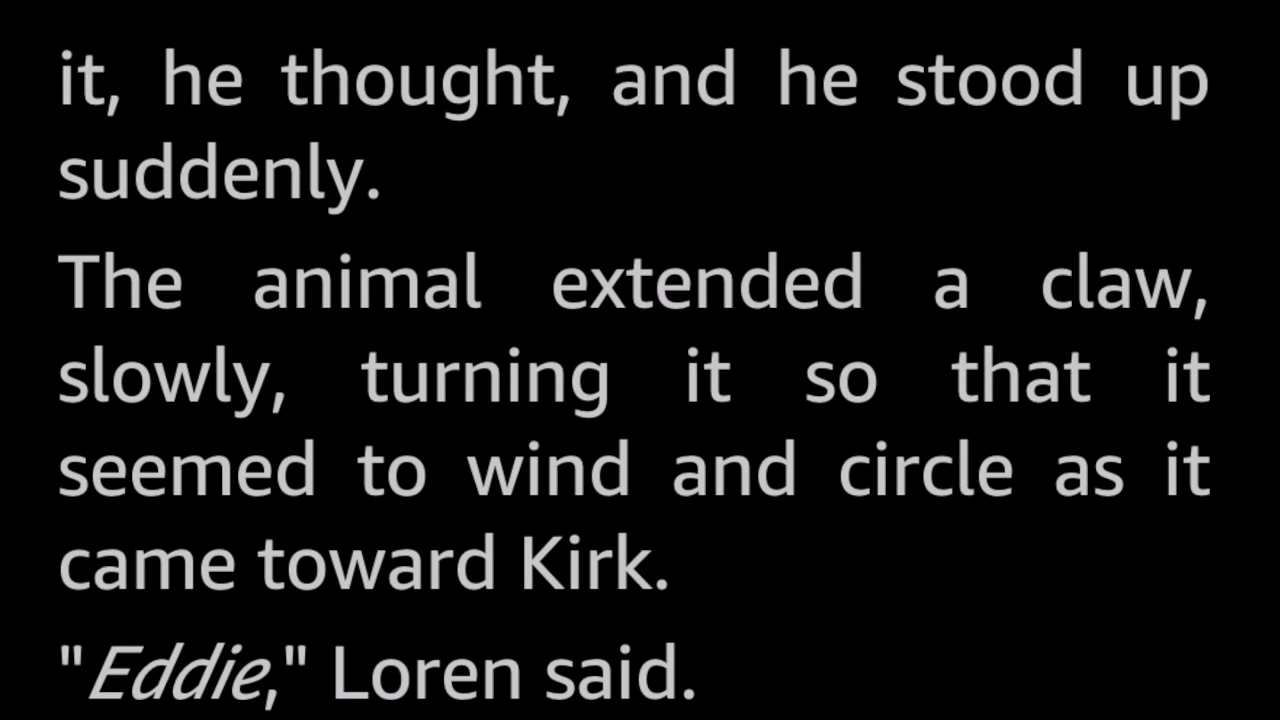 it, he thought, and he stood up
suddenly.
The animal extended a claw,
slowly, turning it so that it
seemed to wind and circle as it
came toward Kirk.
"Eddie," Loren said.